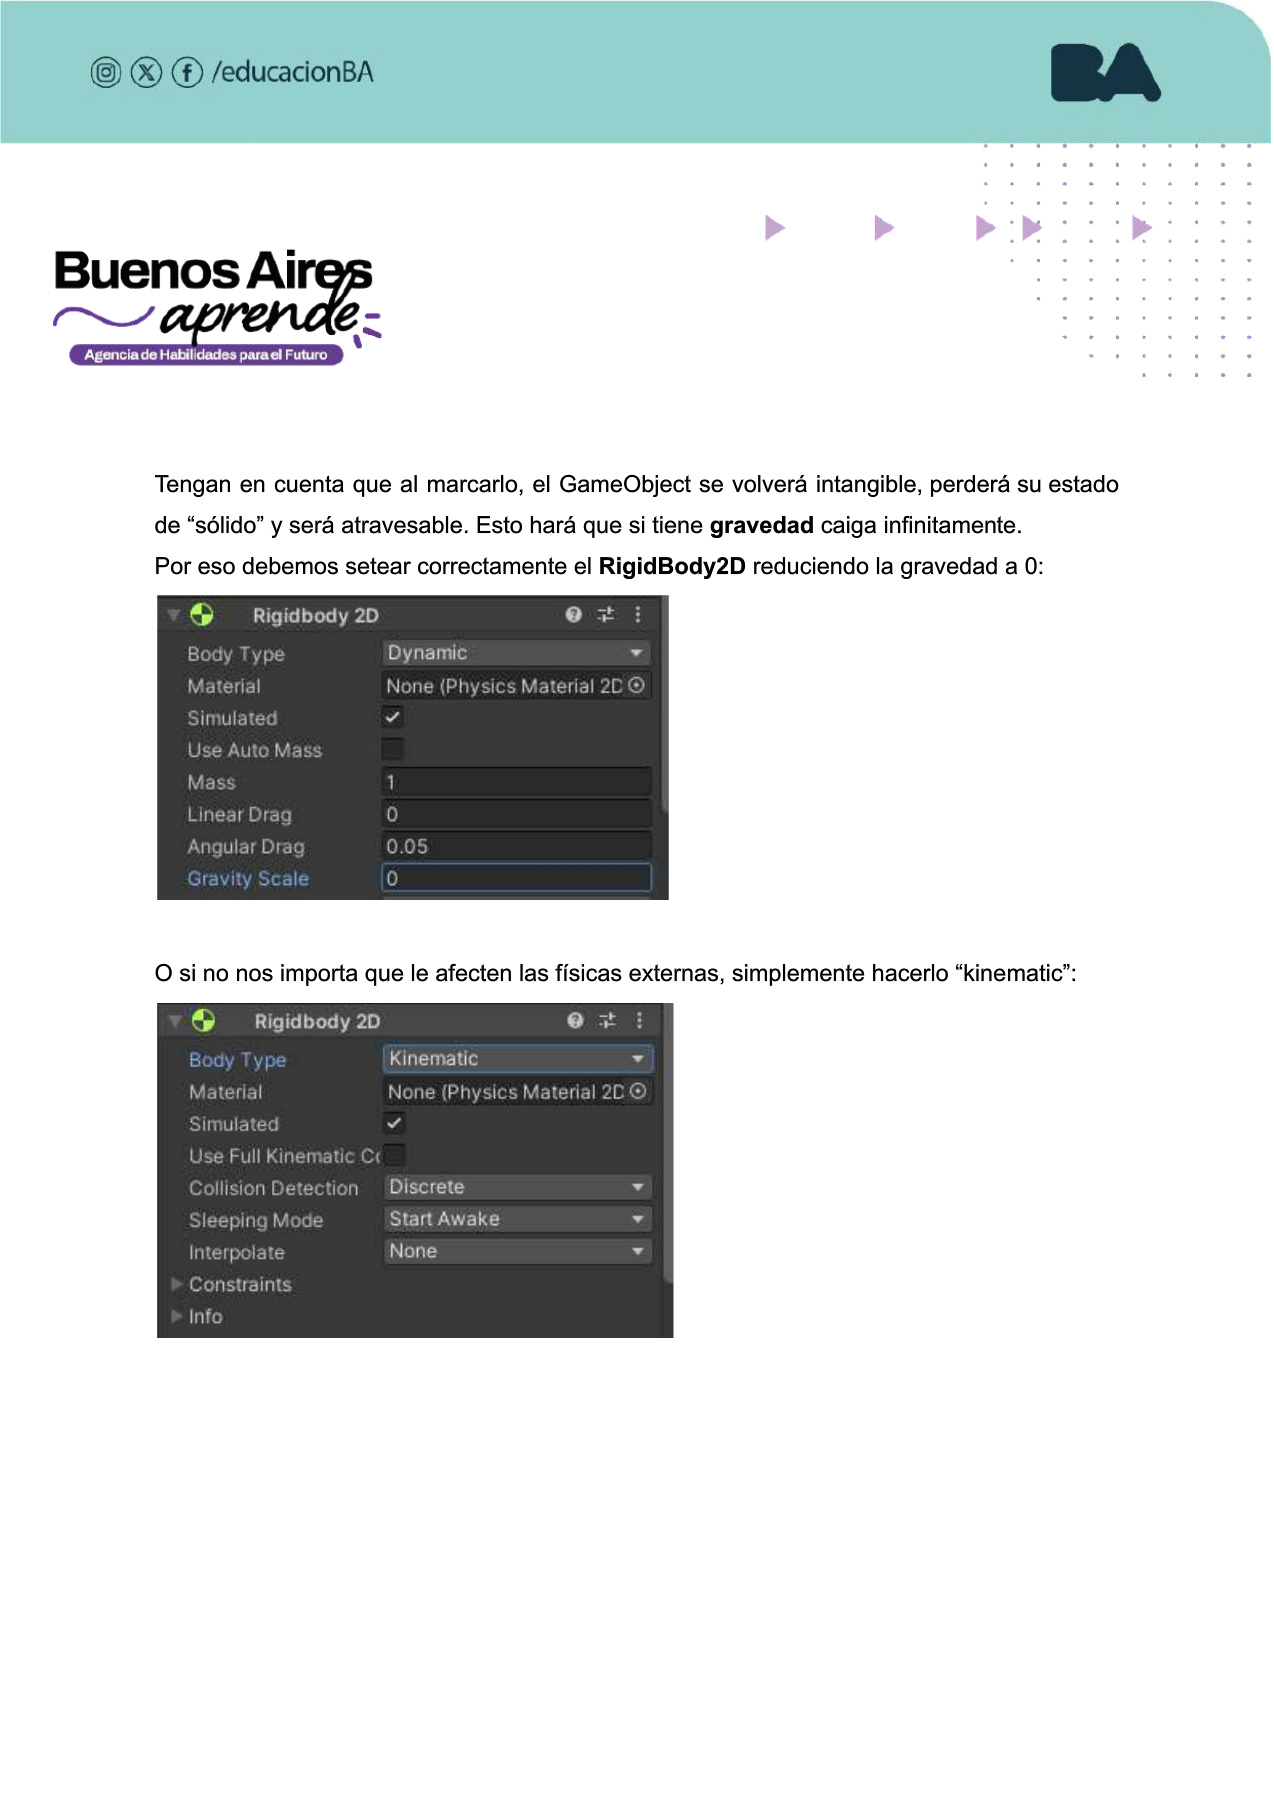 /educacionBA
BA
Buenos Aires
aprende
Agencia de Habilidades para el Futuro
Tengan en cuenta que al marcarlo, el GameObject se volverá intangible, perderá su estado
de “sólido” y será atravesable. Esto hará que si tiene gravedad caiga infinitamente.
Por eso debemos setear correctamente el RigidBody2D reduciendo la gravedad a 0:
Rigidbody 2D
Body Type Dynamic
Material None (Physics Material 2D
Simulated
Use Auto Mass
Mass 1
Linear Drag 0
Angular Drag 0.05
Gravity Scale 0
O si no nos importa que le afecten las físicas externas, simplemente hacerlo “kinematic”:
Rigidbody 2D
Body Type Kinematic
Material None (Physics Material 2D
Simulated
Use Full Kinematic Co
Collision Detection Discrete
Sleeping Mode Start Awake
Interpolate None
Constraints
Info